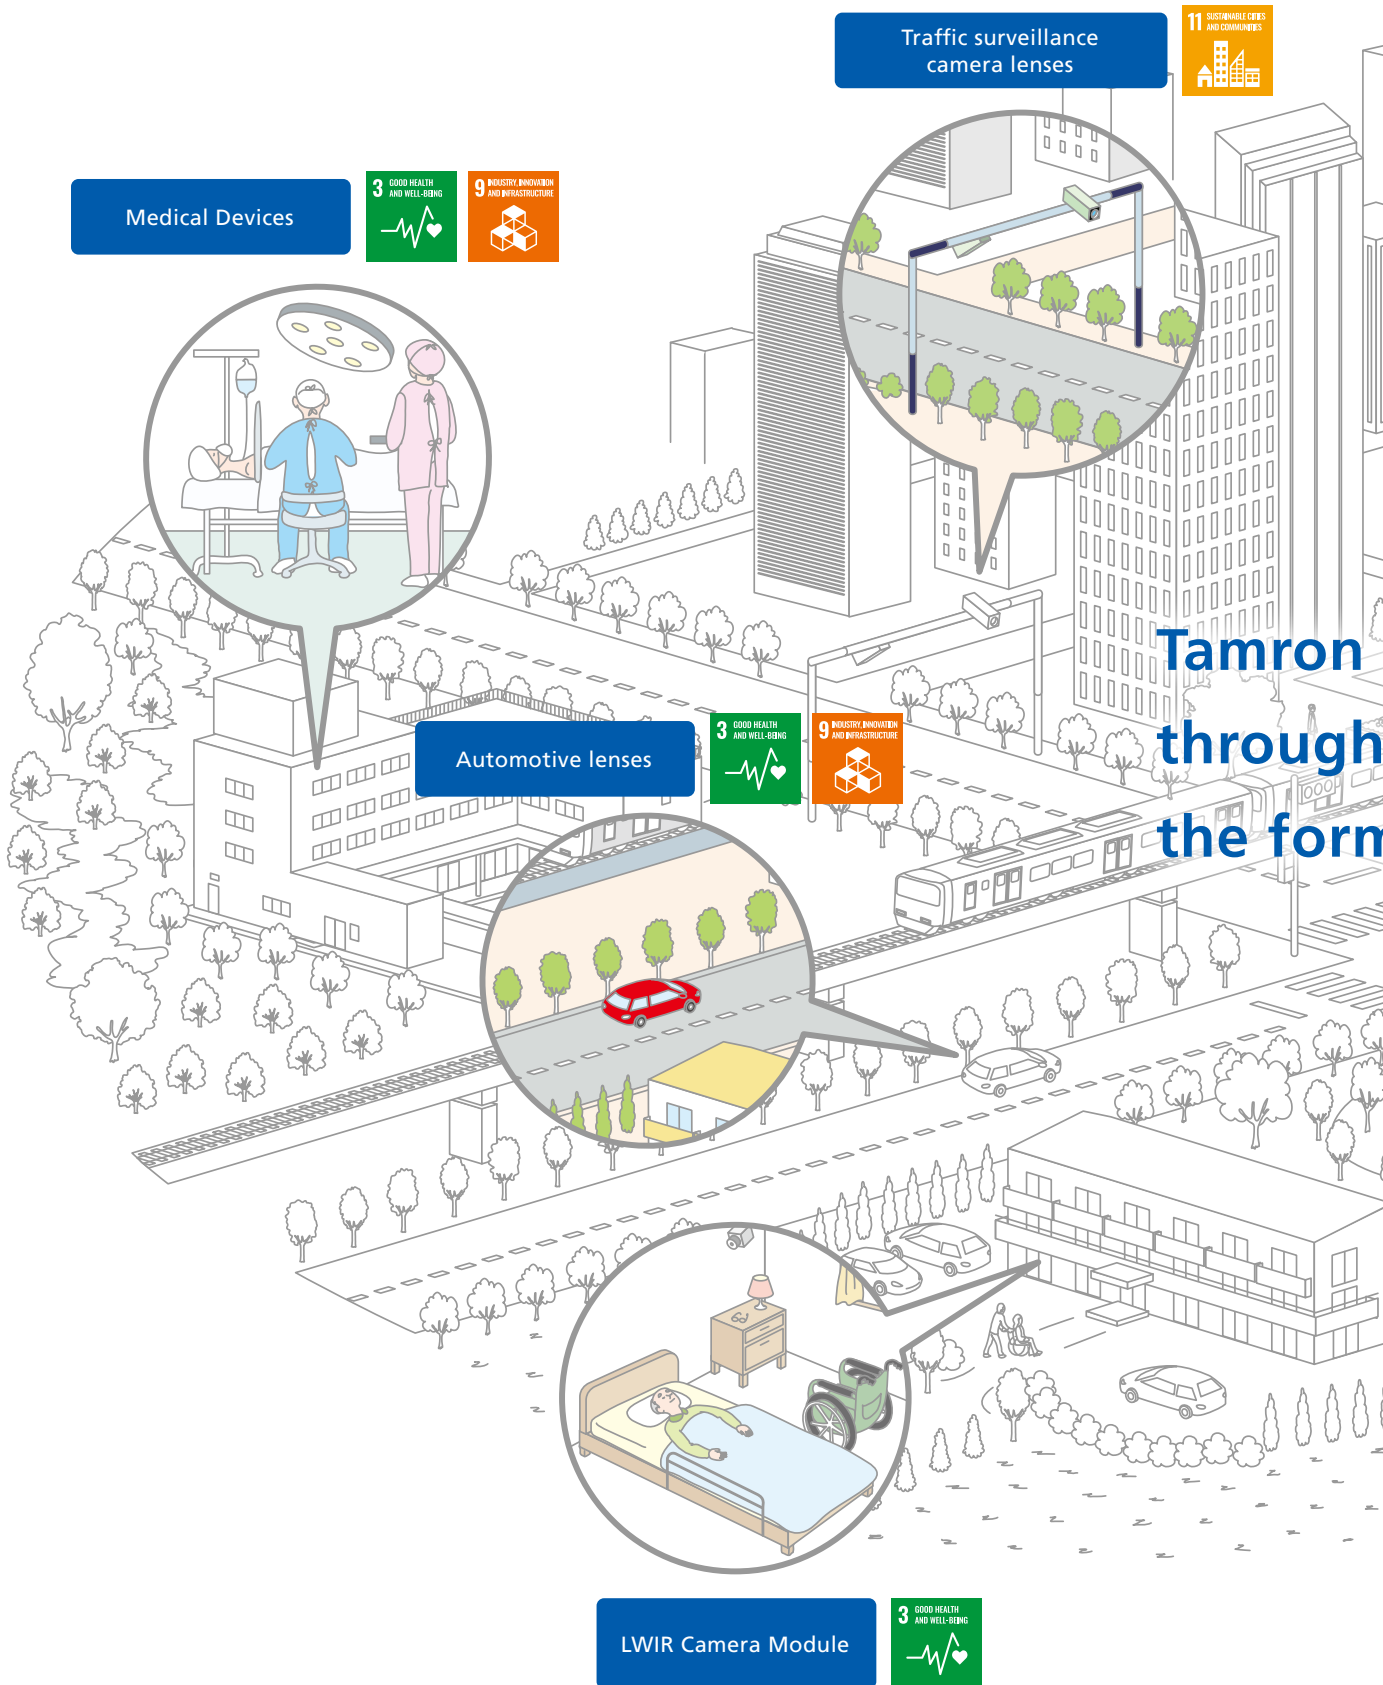 Traffic surveillance
camera lenses
11 SUSTAINABLE CITIES
AND COMMUNITIES
Medical Devices
3 GOOD HEALTH
AND WELL-BEING
9 INDUSTRY, INNOVATION
AND INFRASTRUCTURE
Tamron
through
the form
Automotive lenses
3 GOOD HEALTH
AND WELL-BEING
9 INDUSTRY, INNOVATION
AND INFRASTRUCTURE
LWIR Camera Module
3 GOOD HEALTH
AND WELL-BEING